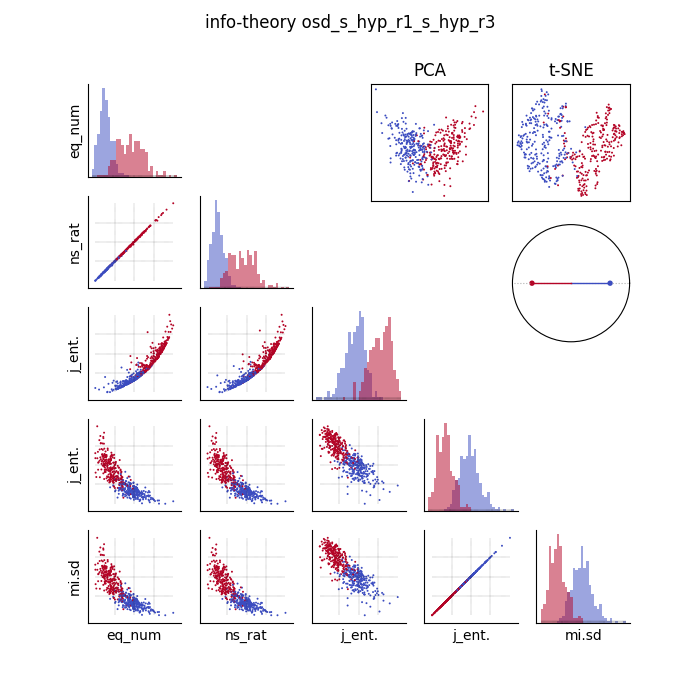 info-theory osd_s_hyp_r1_s_hyp_r3
PCA
t-SNE
eq_num
ns_rat
j_ent.
j_ent.
mi.sd
eq_num
ns_rat
j_ent.
j_ent.
mi.sd